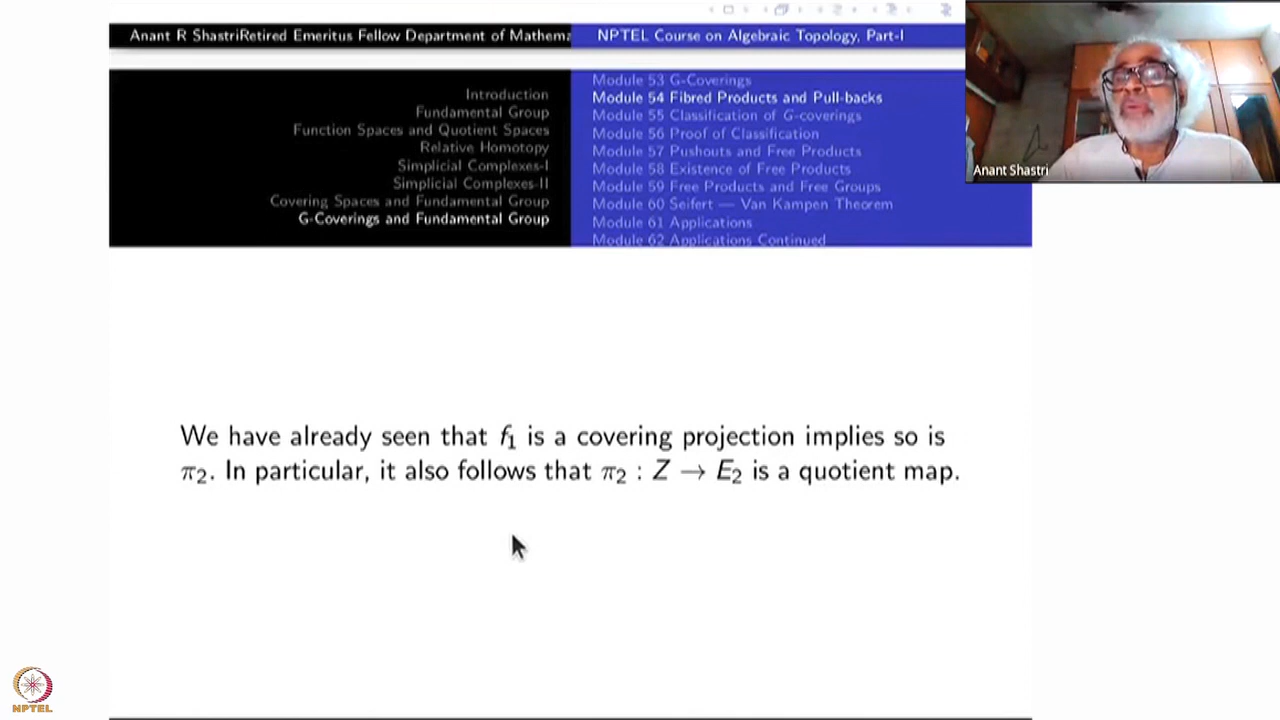 Anant R ShastriRetired Emeritus Fellow Department of Mathema
NPTEL Course on Algebraic Topology, Part-I
Introduction
Fundamental Group
Function Spaces and Quotient Spaces
Relative Homotopy
Simplicial Complexes-I
Simplicial Complexes-II
Covering Spaces and Fundamental Group
G-Coverings and Fundamental Group
Module 53 G-Coverings
Module 54 Fibred Products and Pull-backs
Module 55 Classification of G-coverings
Module 56 Proof of Classification
Module 57 Pushouts and Free Products
Module 58 Existence of Free Products
Module 59 Free Products and Free Groups
Module 60 Seifert — Van Kampen Theorem
Module 61 Applications
Module 62 Applications Continued
Anant Shastri
We have already seen that f₁ is a covering projection implies so is
π₂. In particular, it also follows that π₂ : Z → E₂ is a quotient map.
NPTEL